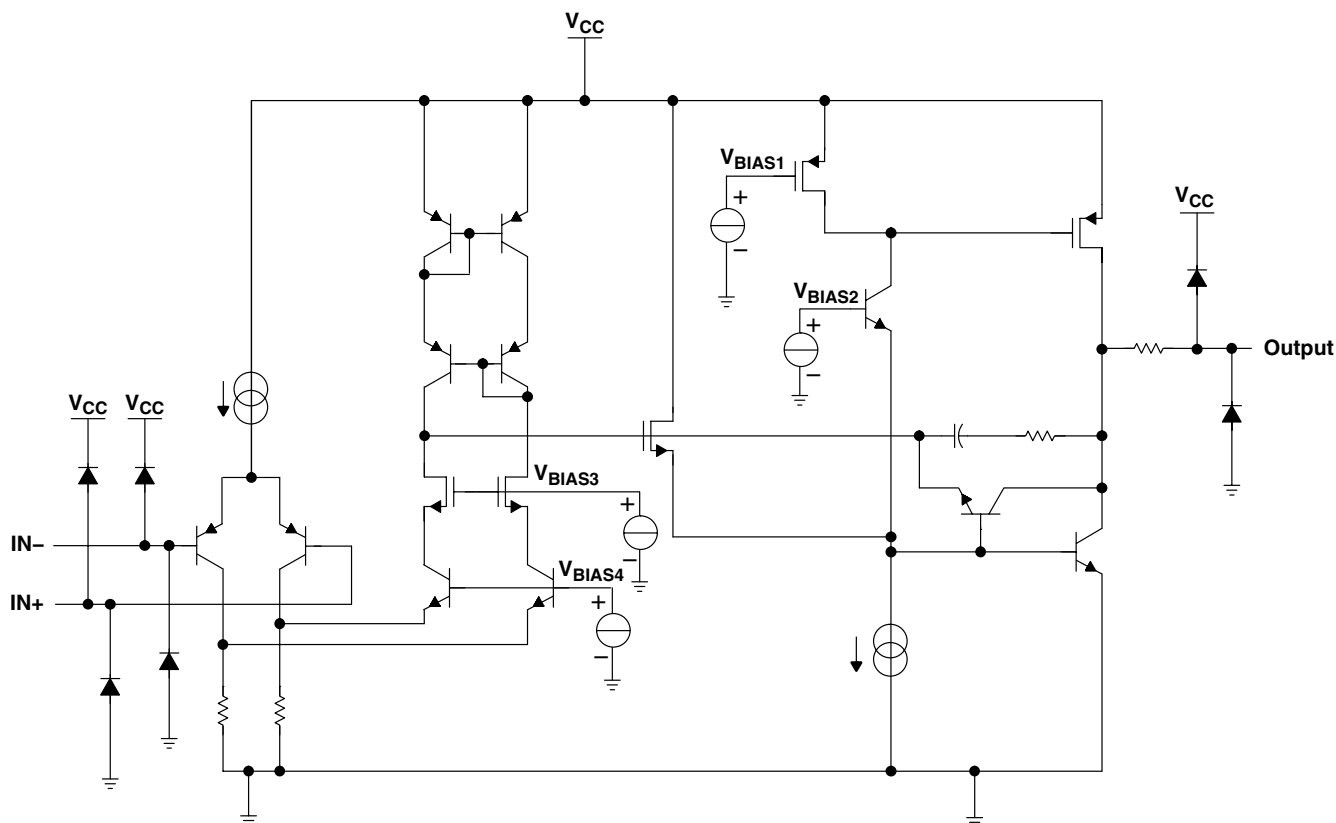 VCC
VBIAS1
VCC
VBIAS2
+
−
+
−
Output
VCC
VCC
VBIAS3
+
−
IN−
VBIAS4
+
−
IN+